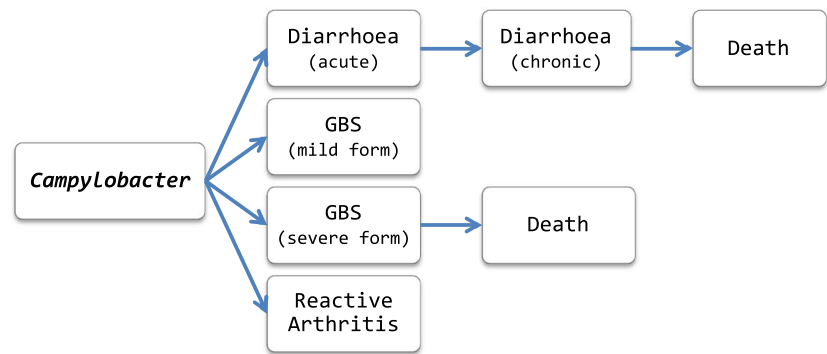 Campylobacter
Diarrhoea
(acute)
Diarrhoea
(chronic)
Death
GBS
(mild form)
GBS
(severe form)
Death
Reactive
Arthritis